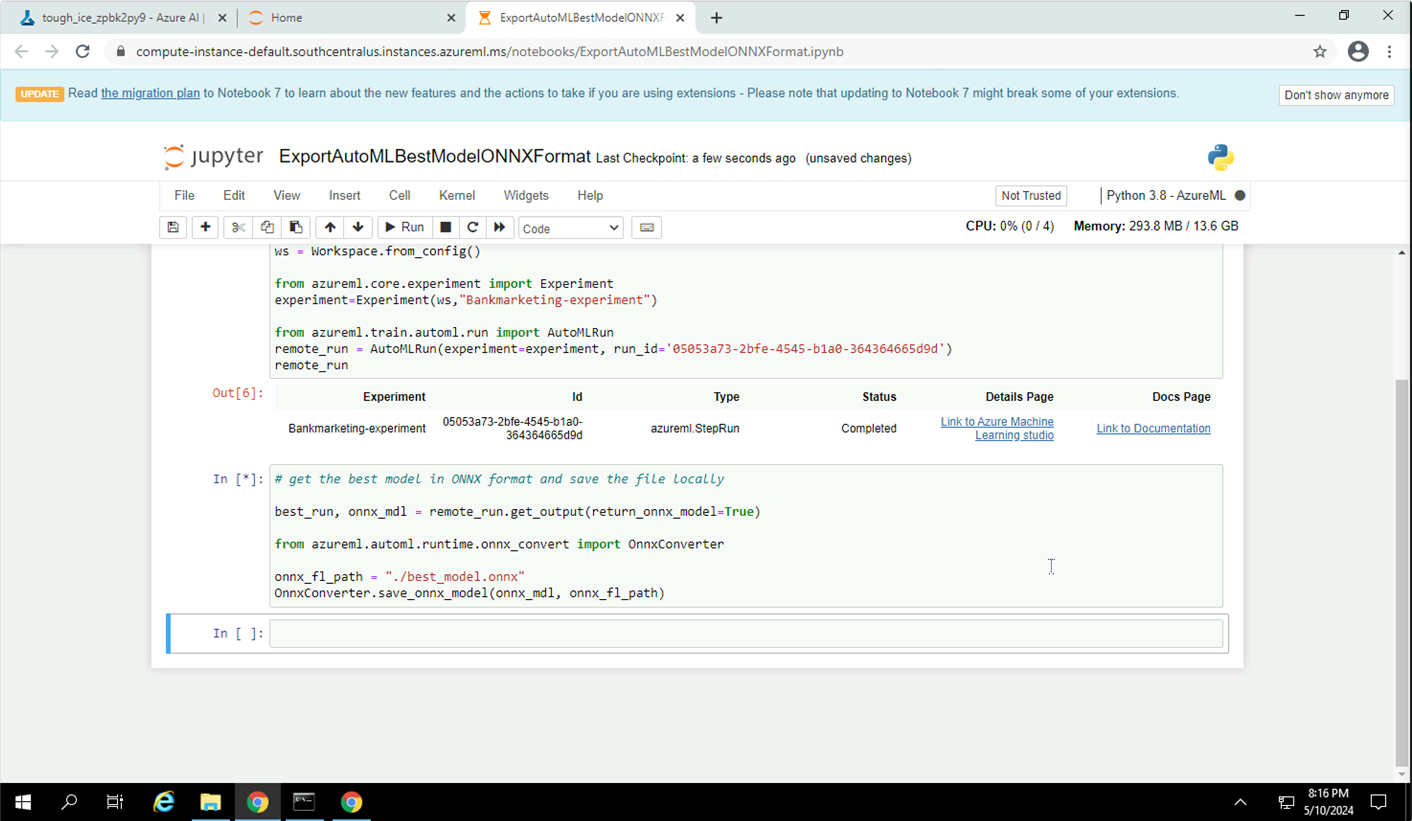 tough_ice_zpbk2py9 - Azure AI |
Home
ExportAutoMLBestModelONNXF
compute-instance-default.southcentralus.instances.azureml.ms/notebooks/ExportAutoMLBestModelONNXFormat.ipynb
UPDATE Read the migration plan to Notebook 7 to learn about the new features and the actions to take if you are using extensions - Please note that updating to Notebook 7 might break some of your extensions.
Don't show anymore
jupyter ExportAutoMLBestModelONNXFormat Last Checkpoint: a few seconds ago (unsaved changes)
File Edit View Insert Cell Kernel Widgets Help
Not Trusted
Python 3.8 - AzureML
Run
Code
CPU: 0% (0 / 4) Memory: 293.8 MB / 13.6 GB
ws = Workspace.from_config()
from azureml.core.experiment import Experiment
experiment=Experiment(ws,"Bankmarketing-experiment")
from azureml.train.automl.run import AutoMLRun
remote_run = AutoMLRun(experiment=experiment, run_id='05053a73-2bfe-4545-b1a0-364364665d9d')
remote_run
Out[6]:
Experiment Id Type Status Details Page Docs Page
Bankmarketing-experiment 05053a73-2bfe-4545-b1a0-364364665d9d azureml.StepRun Completed Link to Azure Machine Learning studio Link to Documentation
In [*]: # get the best model in ONNX format and save the file locally
best_run, onnx_mdl = remote_run.get_output(return_onnx_model=True)
from azureml.automl.runtime.onnx_convert import OnnxConverter
onnx_fl_path = "./best_model.onnx"
OnnxConverter.save_onnx_model(onnx_mdl, onnx_fl_path)
In [ ]:
8:16 PM
5/10/2024